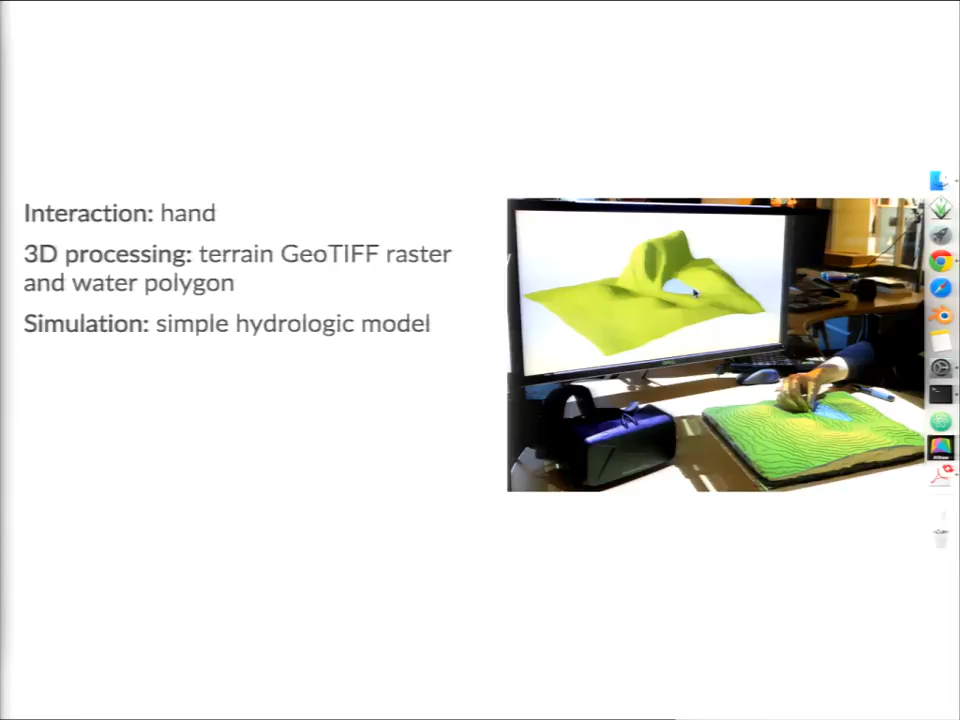 Interaction: hand
3D processing: terrain GeoTIFF raster
and water polygon
Simulation: simple hydrologic model